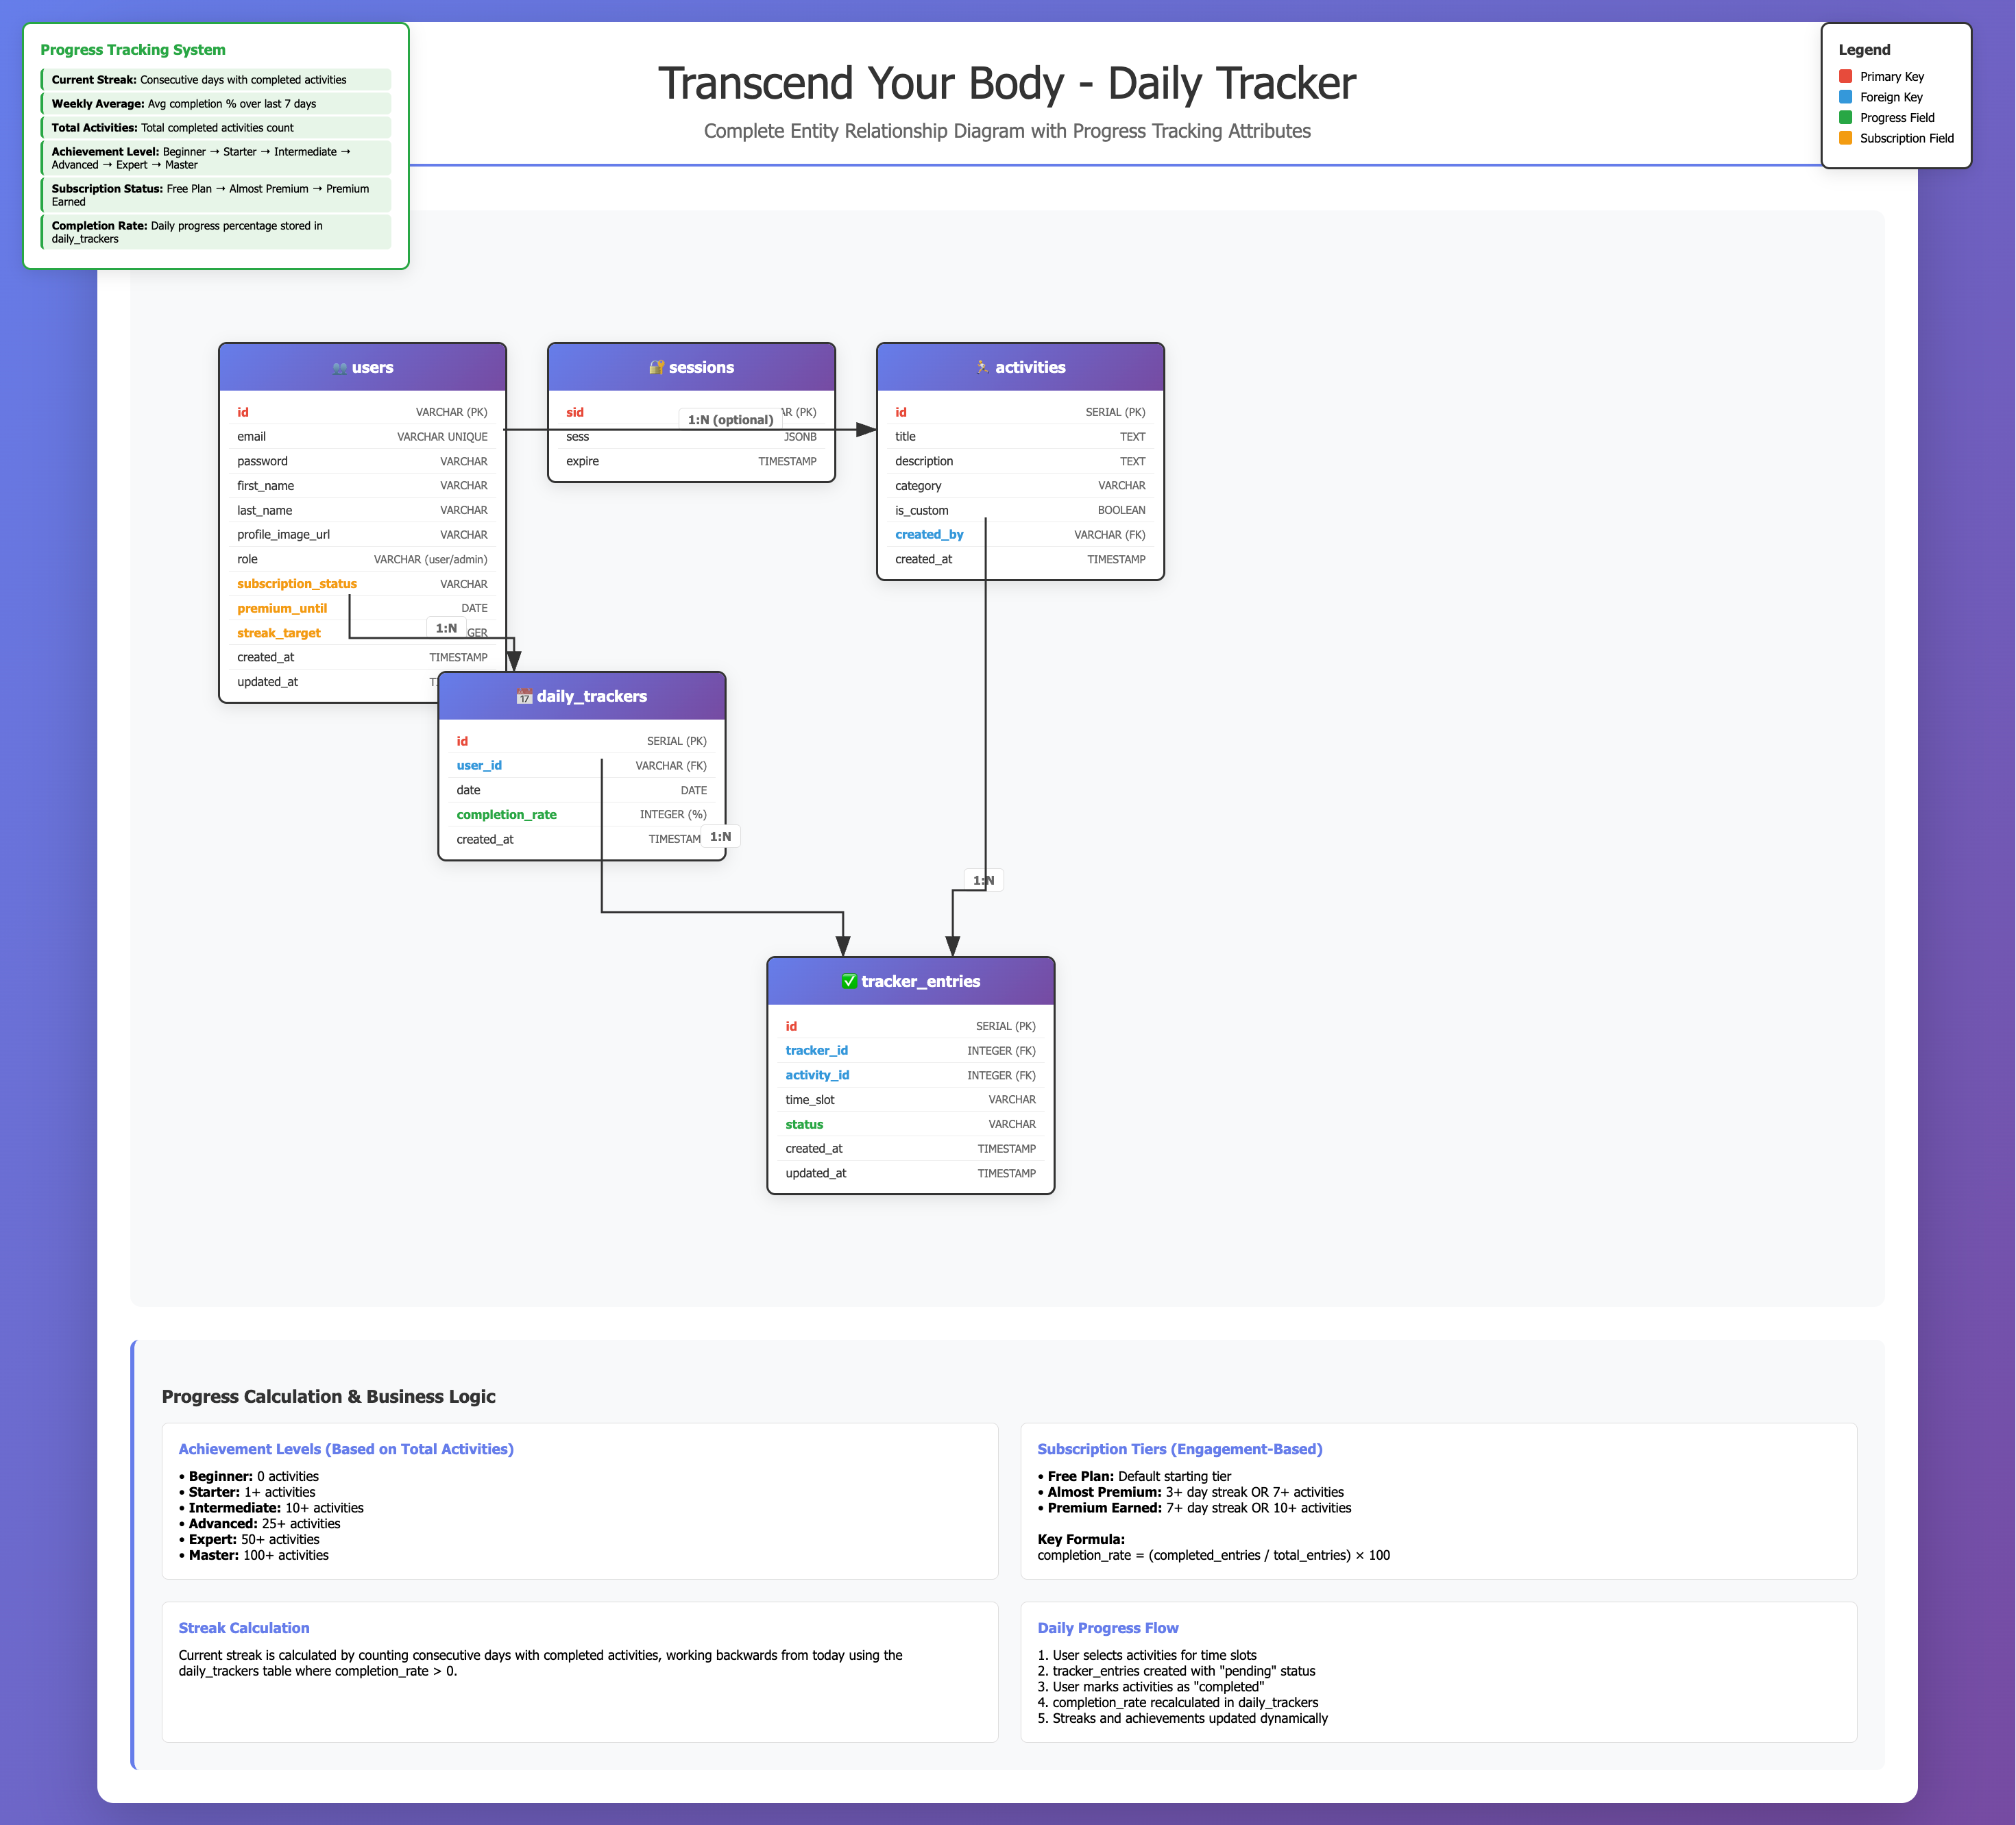 Progress Tracking System
Current Streak: Consecutive days with completed activities
Weekly Average: Avg completion % over last 7 days
Total Activities: Total completed activities count
Achievement Level: Beginner → Starter → Intermediate →
Advanced → Expert → Master
Subscription Status: Free Plan → Almost Premium → Premium
Earned
Completion Rate: Daily progress percentage stored in
daily_trackers
Transcend Your Body - Daily Tracker
Complete Entity Relationship Diagram with Progress Tracking Attributes
Legend
Primary Key
Foreign Key
Progress Field
Subscription Field
users
id VARCHAR (PK)
email VARCHAR UNIQUE
password VARCHAR
first_name VARCHAR
last_name VARCHAR
profile_image_url VARCHAR
role VARCHAR (user/admin)
subscription_status VARCHAR
premium_until DATE
streak_target
created_at TIMESTAMP
updated_at
1:N
sessions
sid (PK)
1:N (optional)
sess JSONB
expire TIMESTAMP
activities
id SERIAL (PK)
title TEXT
description TEXT
category VARCHAR
is_custom BOOLEAN
created_by VARCHAR (FK)
created_at TIMESTAMP
daily_trackers
id SERIAL (PK)
user_id VARCHAR (FK)
date DATE
completion_rate INTEGER (%)
created_at
1:N
1:N
tracker_entries
id SERIAL (PK)
tracker_id INTEGER (FK)
activity_id INTEGER (FK)
time_slot VARCHAR
status VARCHAR
created_at TIMESTAMP
updated_at TIMESTAMP
Progress Calculation & Business Logic
Achievement Levels (Based on Total Activities)
• Beginner: 0 activities
• Starter: 1+ activities
• Intermediate: 10+ activities
• Advanced: 25+ activities
• Expert: 50+ activities
• Master: 100+ activities
Subscription Tiers (Engagement-Based)
• Free Plan: Default starting tier
• Almost Premium: 3+ day streak OR 7+ activities
• Premium Earned: 7+ day streak OR 10+ activities
Key Formula:
completion_rate = (completed_entries / total_entries) × 100
Streak Calculation
Current streak is calculated by counting consecutive days with completed activities, working backwards from today using the
daily_trackers table where completion_rate > 0.
Daily Progress Flow
1. User selects activities for time slots
2. tracker_entries created with "pending" status
3. User marks activities as "completed"
4. completion_rate recalculated in daily_trackers
5. Streaks and achievements updated dynamically